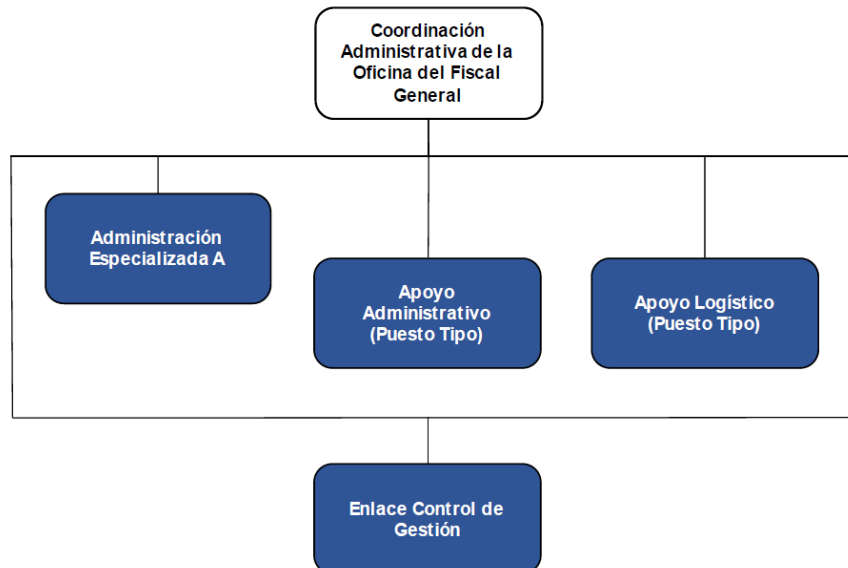 Coordinación
Administrativa de la
Oficina del Fiscal
General
Administración
Especializada A
Apoyo
Administrativo
(Puesto Tipo)
Apoyo Logístico
(Puesto Tipo)
Enlace Control de
Gestión